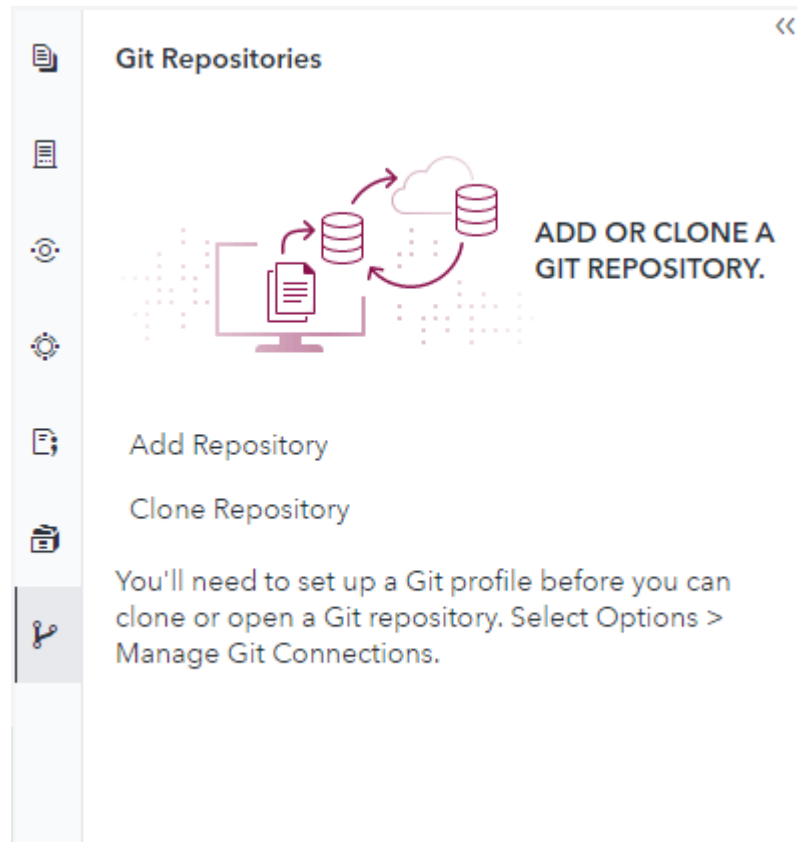 Git Repositories
ADD OR CLONE A
GIT REPOSITORY.
Add Repository
Clone Repository
You'll need to set up a Git profile before you can
clone or open a Git repository. Select Options >
Manage Git Connections.